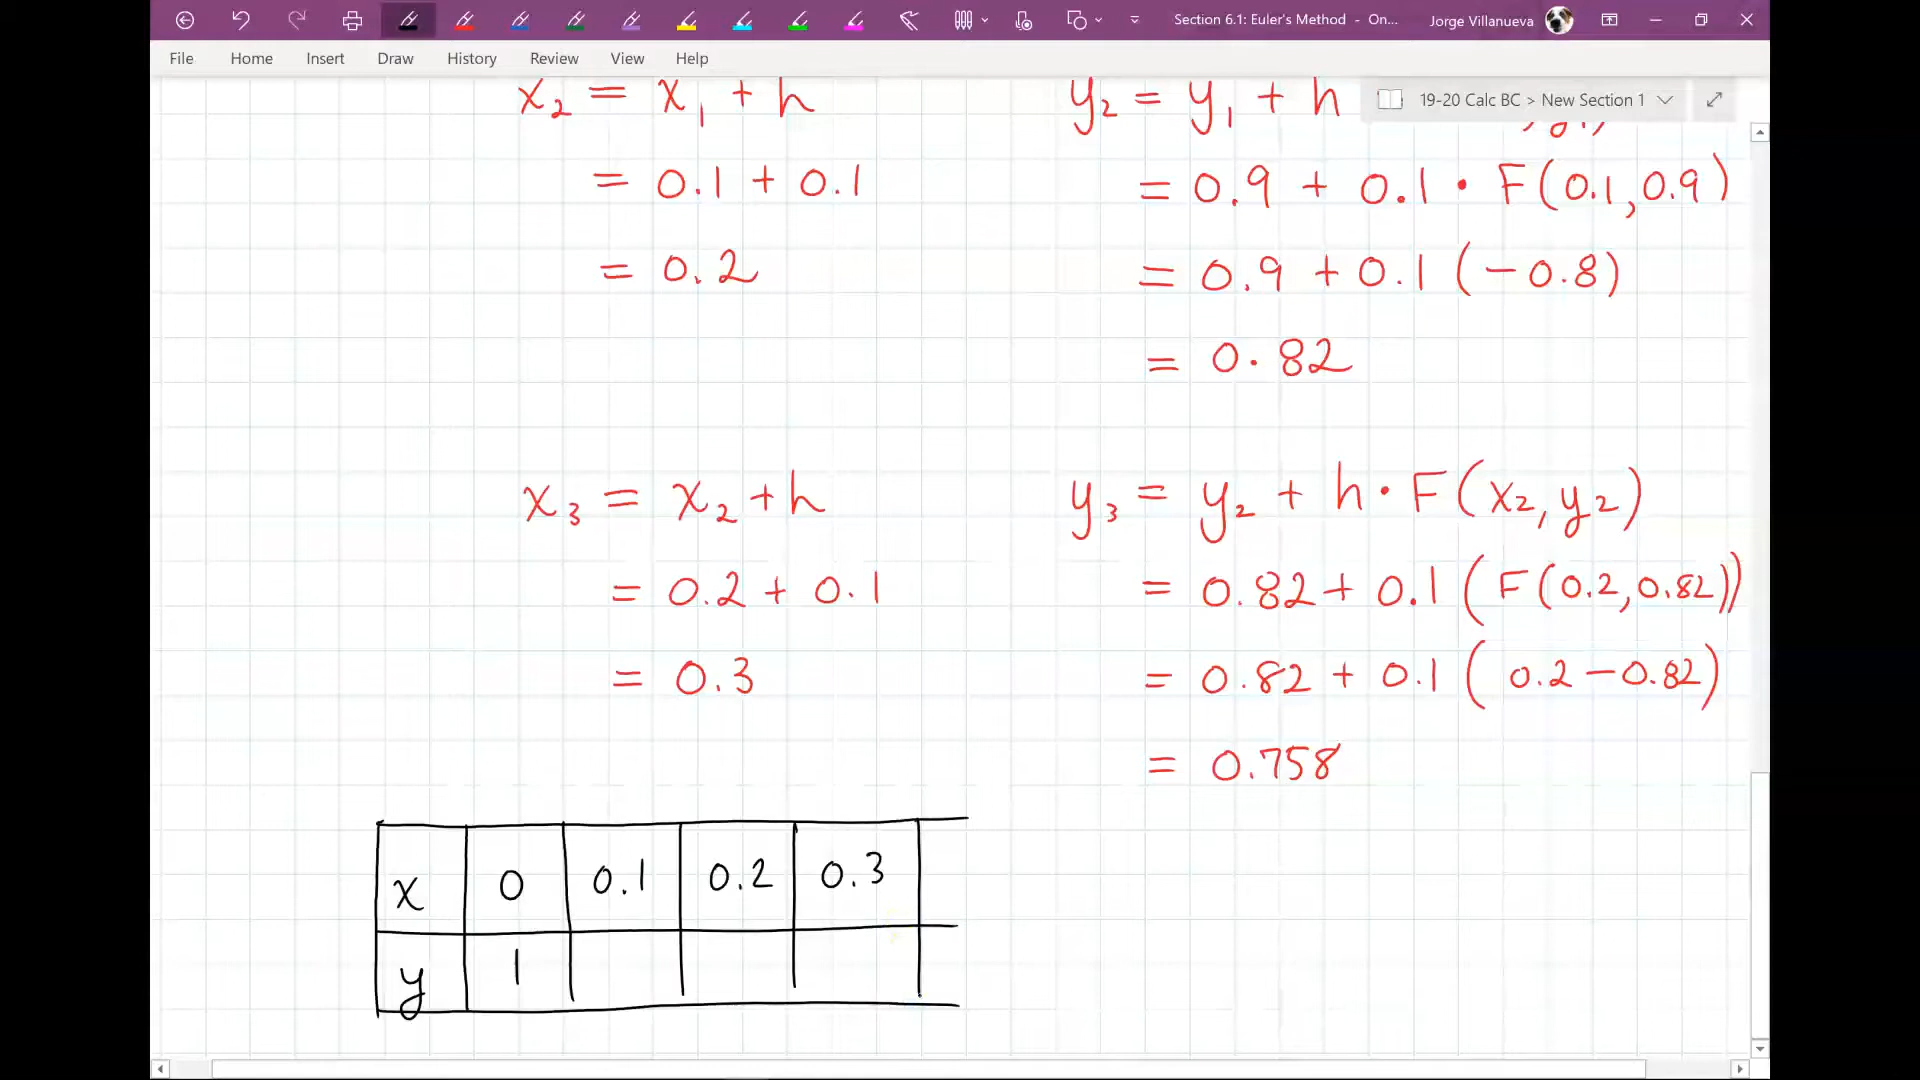 Section 6.1: Euler's Method - On...
Jorge Villanueva
File Home Insert Draw History Review View Help
19-20 Calc BC > New Section 1
x₂ = x₁ + h
= 0.1 + 0.1
= 0.2
y₂ = y₁ + h
= 0.9 + 0.1 • F(0.1, 0.9)
= 0.9 + 0.1 (-0.8)
= 0.82
x₃ = x₂ + h
= 0.2 + 0.1
= 0.3
y₃ = y₂ + h • F(x₂, y₂)
= 0.82 + 0.1 (F(0.2, 0.82))
= 0.82 + 0.1 (0.2 - 0.82)
= 0.758
x 0 0.1 0.2 0.3
y 1